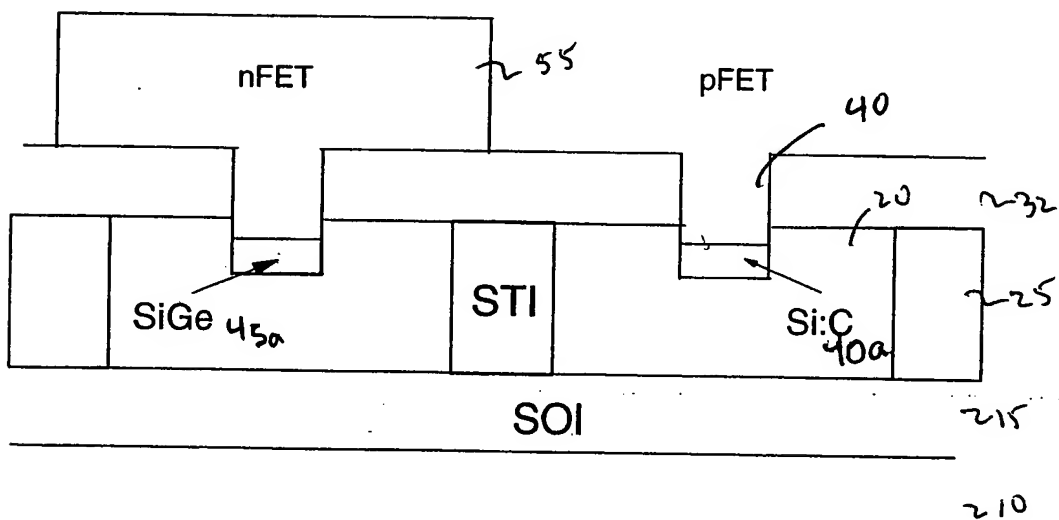 nFET
55
pFET
40
20
32
STI
25
SiGe 45a
Si:C
40a
SOI
215
210